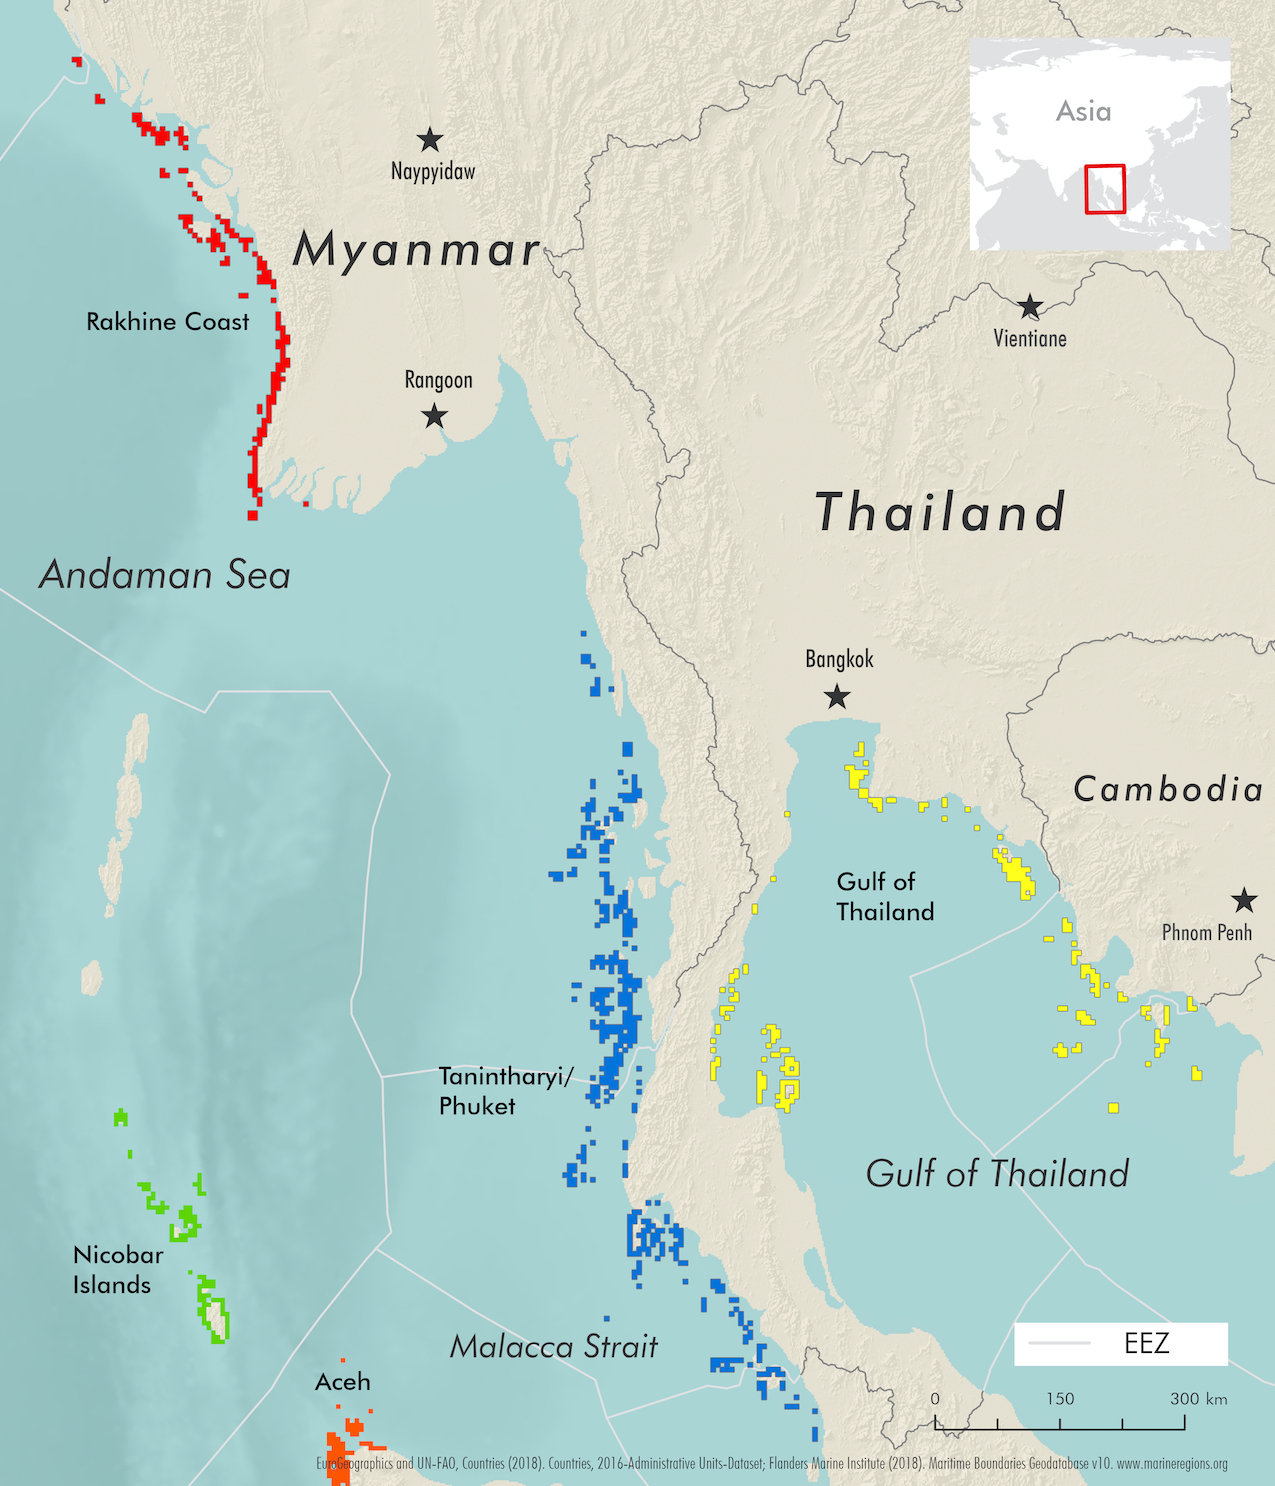 Asia
Naypyidaw
Myanmar
Rakhine Coast
Vientiane
Rangoon
Thailand
Andaman Sea
Bangkok
Cambodia
Gulf of
Thailand
Phnom Penh
Tanintharyi/
Phuket
Gulf of Thailand
Nicobar
Islands
Malacca Strait
EEZ
Aceh
0 150 300 km
EuroGeographics and UN-FAO, Countries (2018). Countries, 2016-Administrative Units-Dataset; Flanders Marine Institute (2018). Maritime Boundaries Geodatabase v10. www.marineregions.org